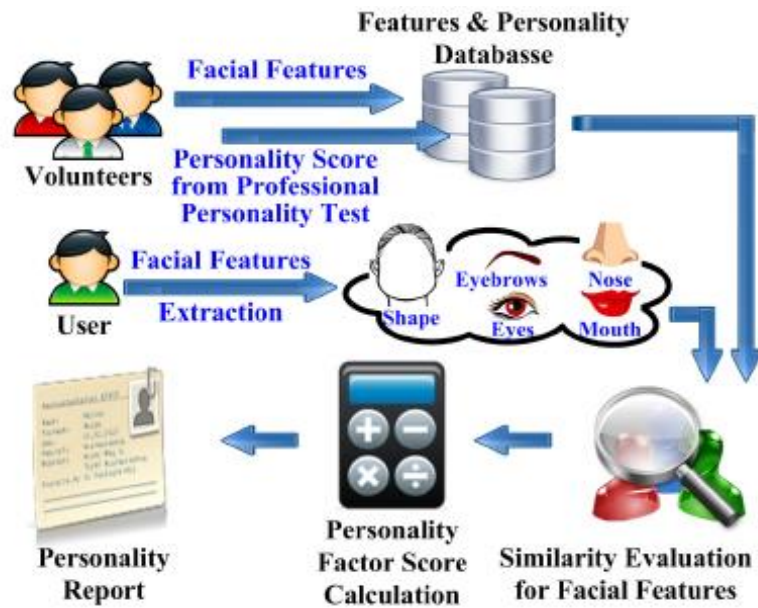 Features & Personality
Databasse
Facial Features
Volunteers
Personality Score
from Professional
Personality Test
Facial Features
Extraction
User
Shape
Eyebrows
Eyes
Nose
Mouth
Personality
Report
Personality
Factor Score
Calculation
Similarity Evaluation
for Facial Features